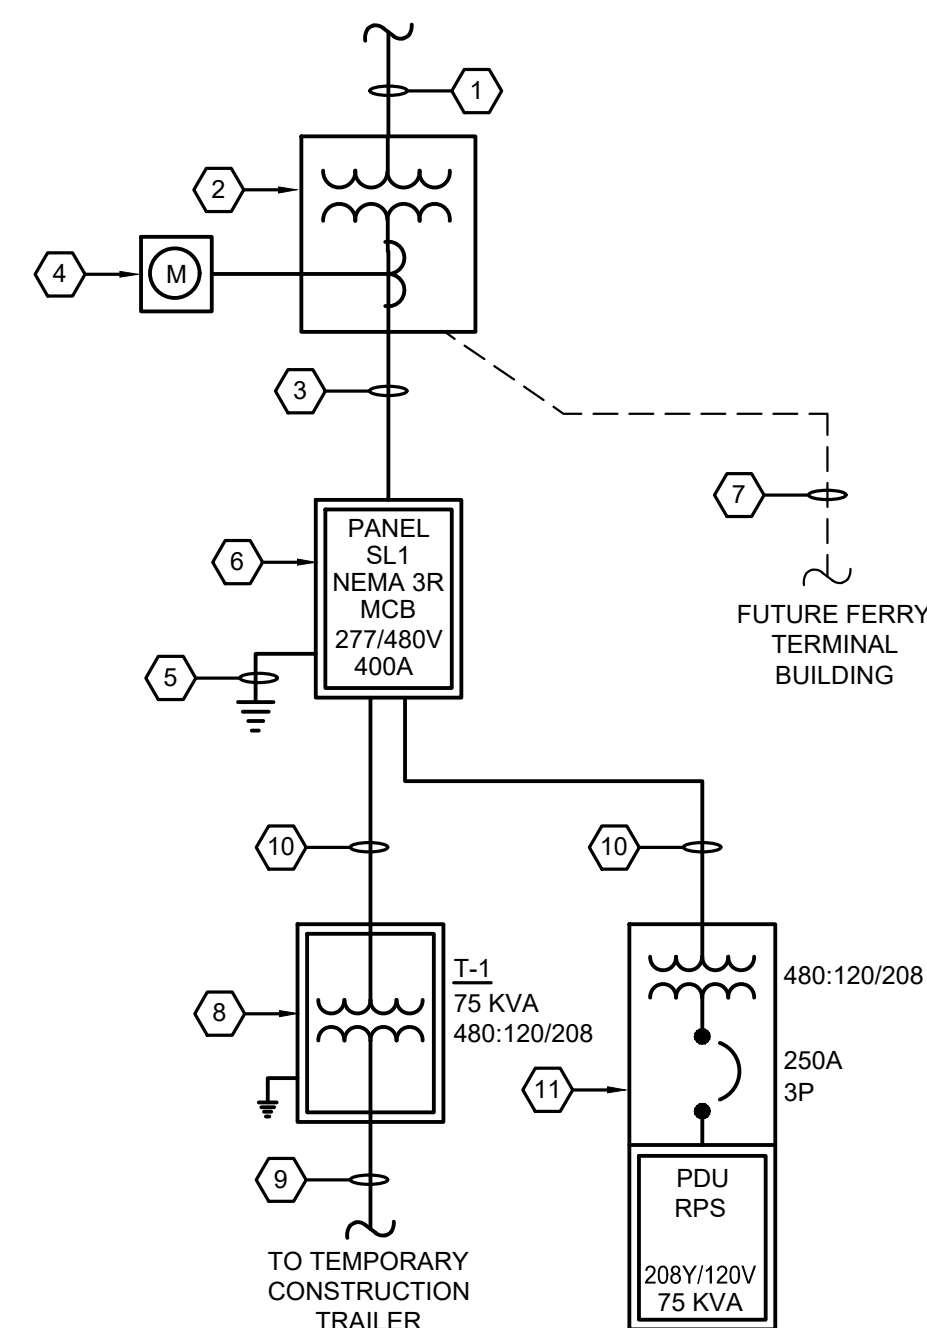 1
2
4
M
3
7
PANEL
SL1
NEMA 3R
MCB
277/480V
400A
6
FUTURE FERRY
TERMINAL
BUILDING
5
10
10
T-1
75 KVA
480:120/208
8
480:120/208
250A
3P
11
9
PDU
RPS
208Y/120V
75 KVA
TO TEMPORARY
CONSTRUCTION
TRAILER